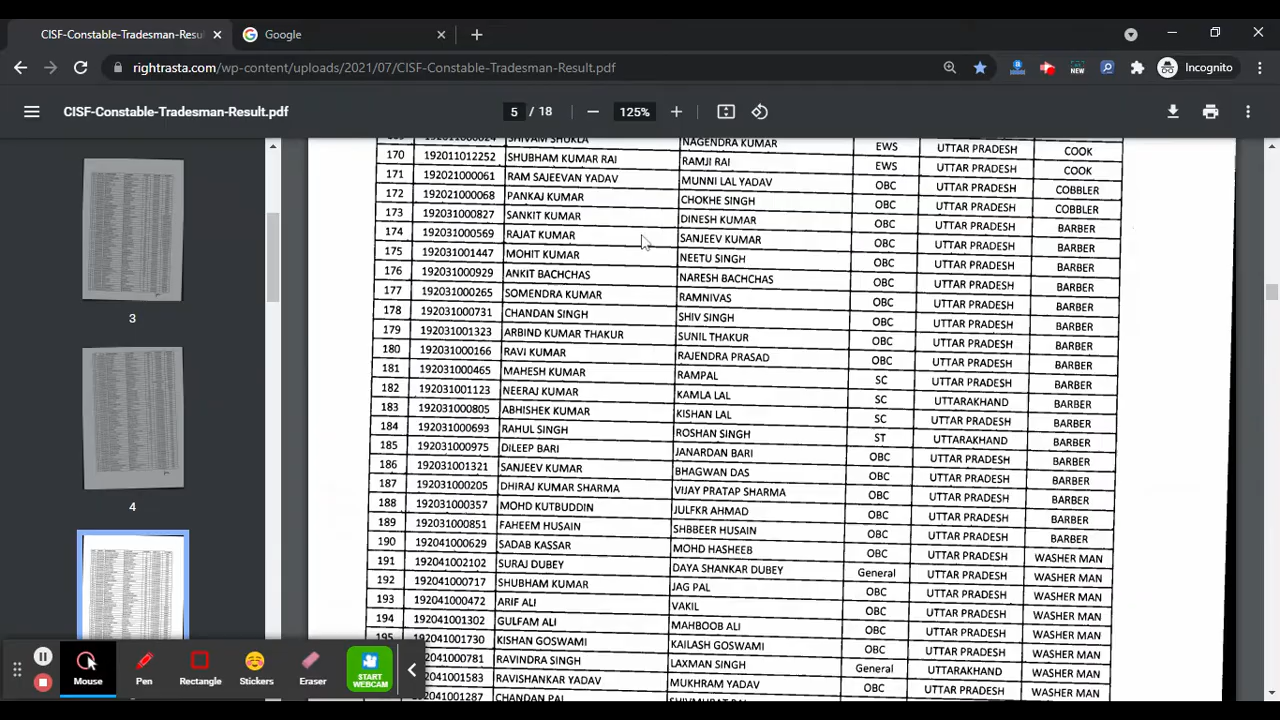 CISF-Constable-Tradesman-Resu
Google
rightrasta.com/wp-content/uploads/2021/07/CISF-Constable-Tradesman-Result.pdf
NEW
Incognito
CISF-Constable-Tradesman-Result.pdf
5 / 18
125%
SHIVAM SHUKLA NAGENDRA KUMAR EWS UTTAR PRADESH COOK
170 192011012252 SHUBHAM KUMAR RAI RAMJI RAI EWS UTTAR PRADESH COOK
171 192021000061 RAM SAJEEVAN YADAV MUNNI LAL YADAV OBC UTTAR PRADESH COBBLER
172 192021000068 PANKAJ KUMAR CHOKHE SINGH OBC UTTAR PRADESH COBBLER
173 192031000827 SANKIT KUMAR DINESH KUMAR OBC UTTAR PRADESH BARBER
174 192031000569 RAJAT KUMAR SANJEEV KUMAR OBC UTTAR PRADESH BARBER
175 192031001447 MOHIT KUMAR NEETU SINGH OBC UTTAR PRADESH BARBER
176 192031000929 ANKIT BACHCHAS NARESH BACHCHAS OBC UTTAR PRADESH BARBER
177 192031000265 SOMENDRA KUMAR RAMNIVAS OBC UTTAR PRADESH BARBER
178 192031000731 CHANDAN SINGH SHIV SINGH OBC UTTAR PRADESH BARBER
179 192031001323 ARBIND KUMAR THAKUR SUNIL THAKUR OBC UTTAR PRADESH BARBER
180 192031000166 RAVI KUMAR RAJENDRA PRASAD OBC UTTAR PRADESH BARBER
181 192031000465 MAHESH KUMAR RAMPAL SC UTTAR PRADESH BARBER
182 192031001123 NEERAJ KUMAR KAMLA LAL SC UTTARAKHAND BARBER
183 192031000805 ABHISHEK KUMAR KISHAN LAL SC UTTAR PRADESH BARBER
184 192031000693 RAHUL SINGH ROSHAN SINGH ST UTTARAKHAND BARBER
185 192031000975 DILEEP BARI JANARDAN BARI OBC UTTAR PRADESH BARBER
186 192031001321 SANJEEV KUMAR BHAGWAN DAS OBC UTTAR PRADESH BARBER
187 192031000205 DHIRAJ KUMAR SHARMA VIJAY PRATAP SHARMA OBC UTTAR PRADESH BARBER
188 192031000357 MOHD KUTBUDDIN JULFKR AHMAD OBC UTTAR PRADESH BARBER
189 192031000851 FAHEEM HUSAIN SHBBEER HUSAIN OBC UTTAR PRADESH BARBER
190 192041000629 SADAB KASSAR MOHD HASHEEB OBC UTTAR PRADESH WASHER MAN
191 192041002102 SURAJ DUBEY DAYA SHANKAR DUBEY General UTTAR PRADESH WASHER MAN
192 192041000717 SHUBHAM KUMAR JAG PAL OBC UTTAR PRADESH WASHER MAN
193 192041000472 ARIF ALI VAKIL OBC UTTAR PRADESH WASHER MAN
194 192041001302 GULFAM ALI MAHBOOB ALI OBC UTTAR PRADESH WASHER MAN
195 192041001730 KISHAN GOSWAMI KAILASH GOSWAMI OBC UTTAR PRADESH WASHER MAN
2041000781 RAVINDRA SINGH LAXMAN SINGH General UTTARAKHAND WASHER MAN
2041001583 RAVISHANKAR YADAV MUKHRAM YADAV OBC UTTAR PRADESH WASHER MAN
2041001287 CHANDAN PAL
3
4
Mouse
Pen
Rectangle
Stickers
Eraser
START WEBCAM